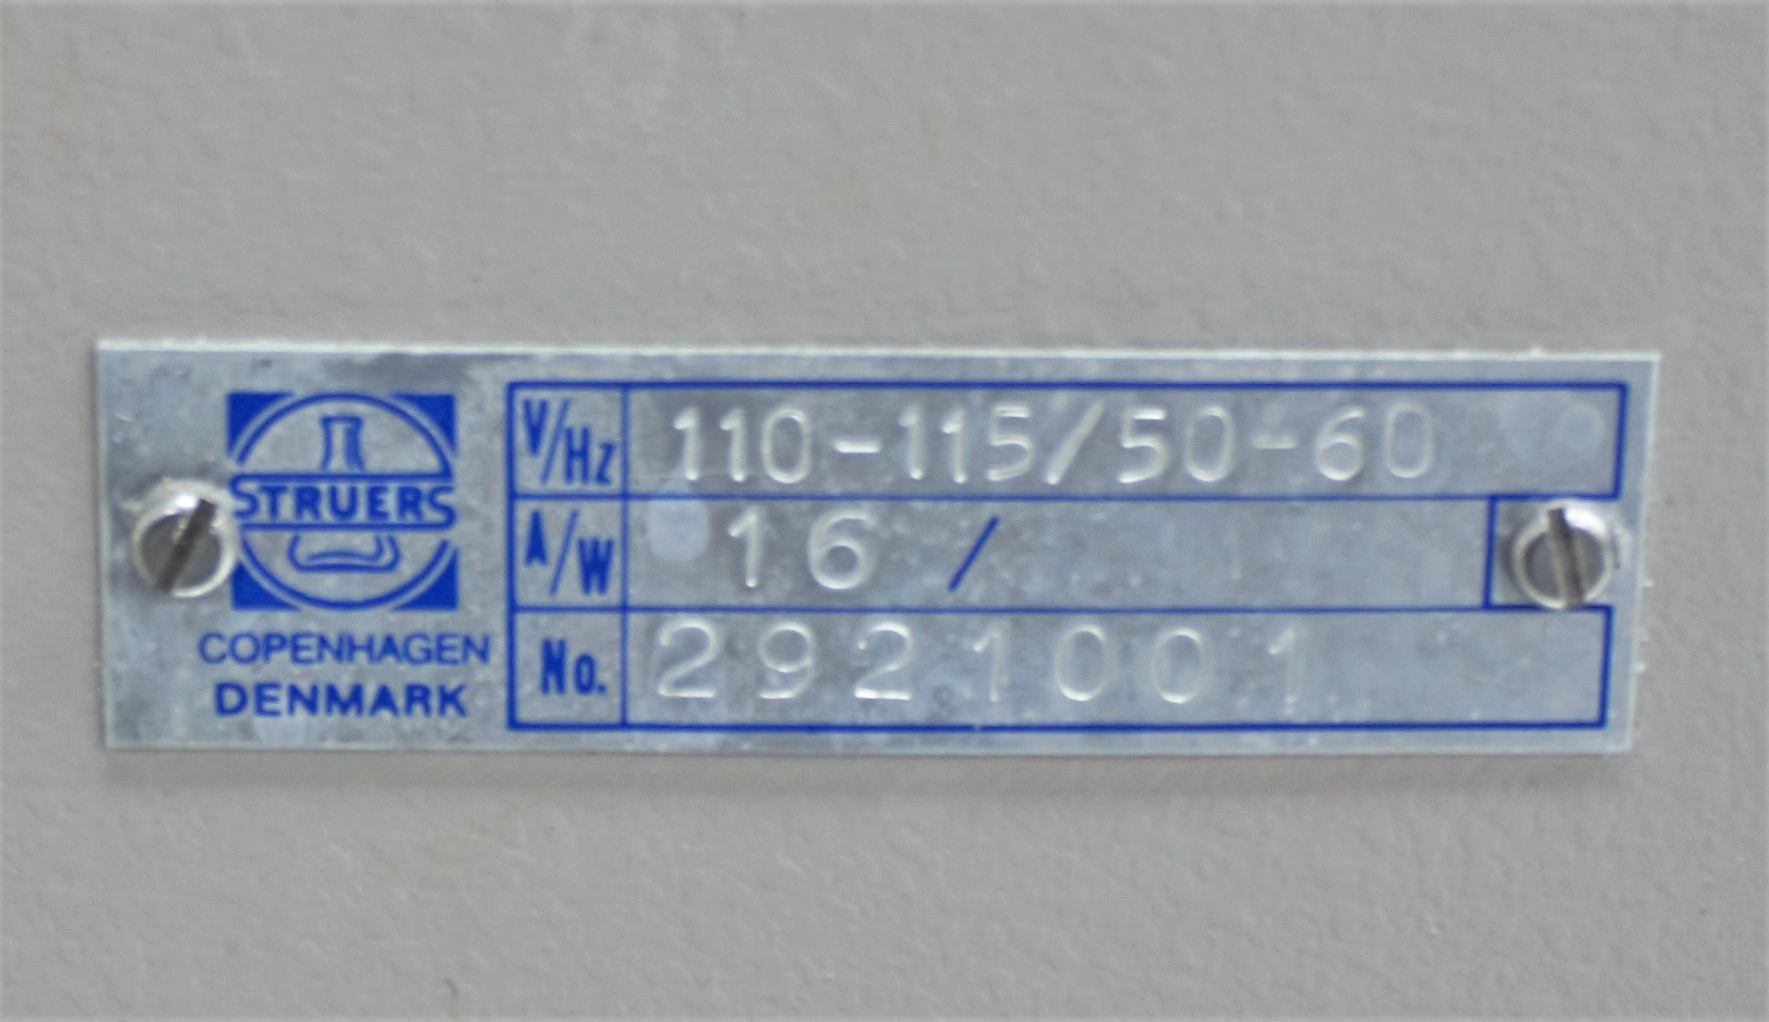 STRUERS
COPENHAGEN
DENMARK
V/Hz 110-115/50-60
A/W 16 /
No. 2921001